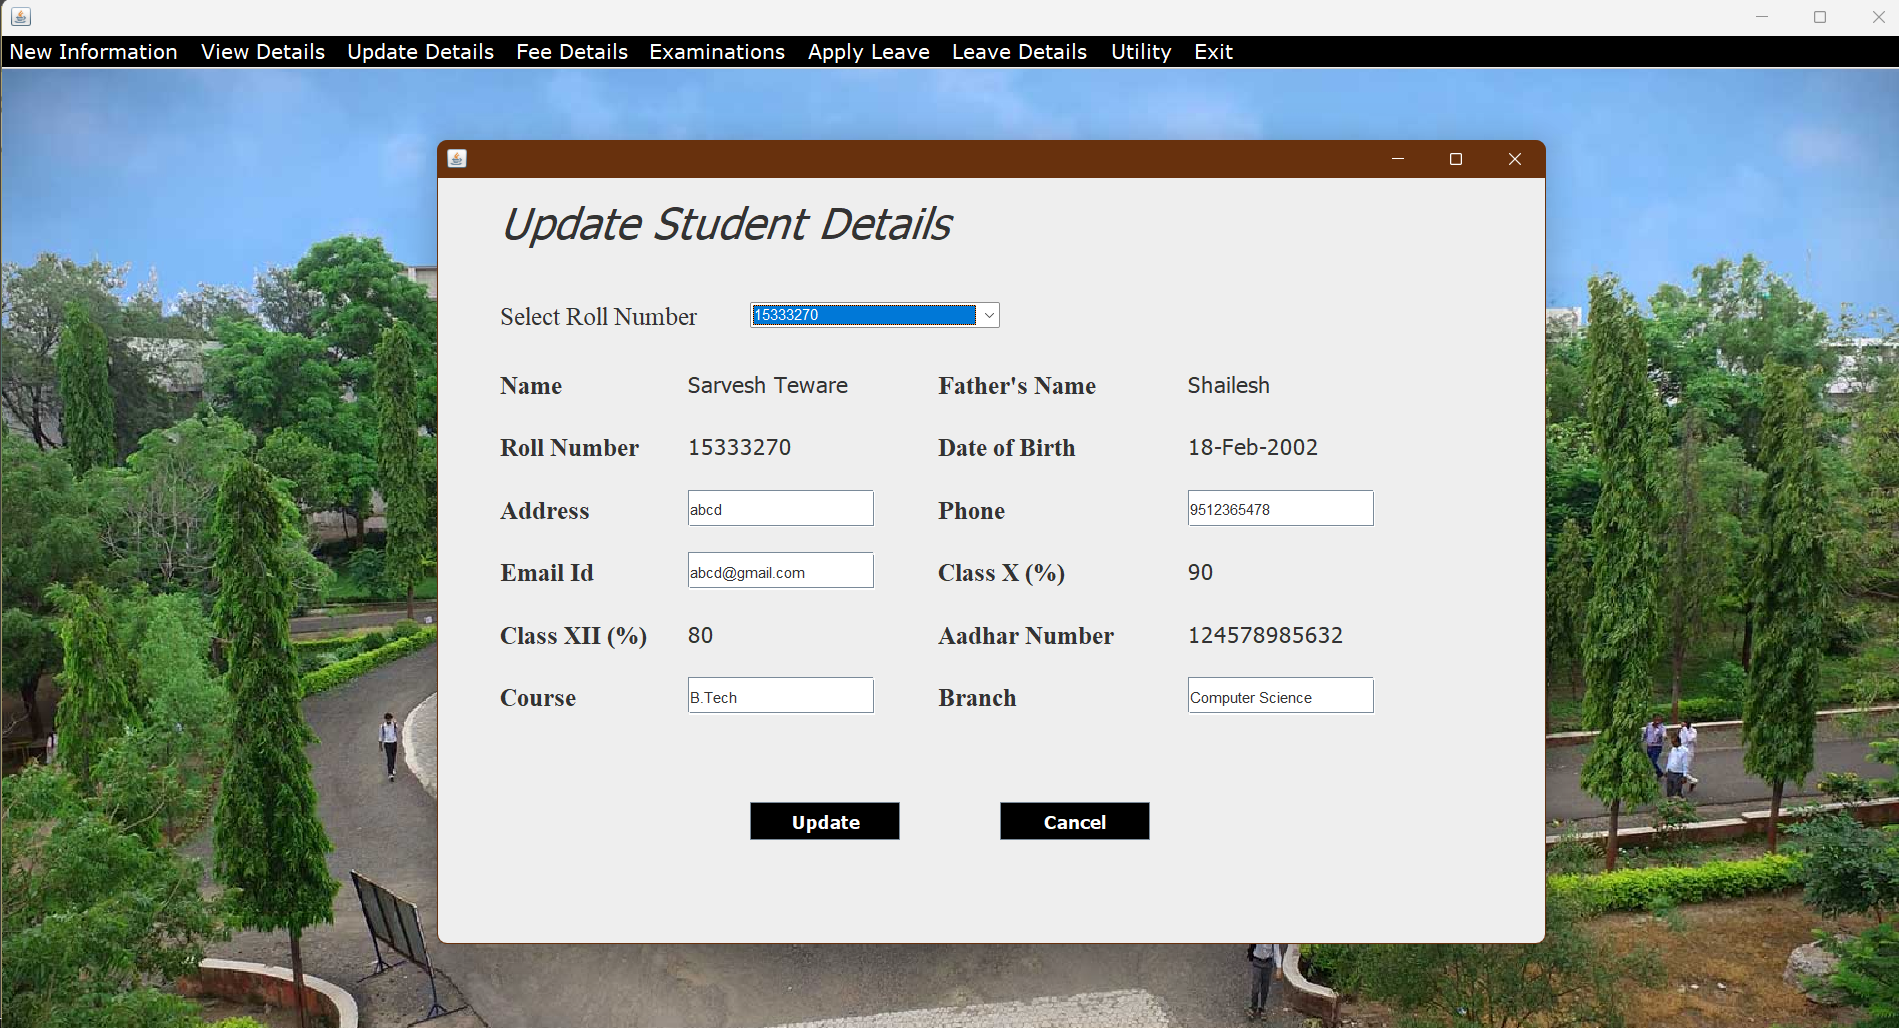 New Information View Details Update Details Fee Details Examinations Apply Leave Leave Details Utility Exit
Update Student Details
Select Roll Number 15333270
Name Sarvesh Teware Father's Name Shailesh
Roll Number 15333270 Date of Birth 18-Feb-2002
Address abcd Phone 9512365478
Email Id abcd@gmail.com Class X (%) 90
Class XII (%) 80 Aadhar Number 124578985632
Course B.Tech Branch Computer Science
Update Cancel